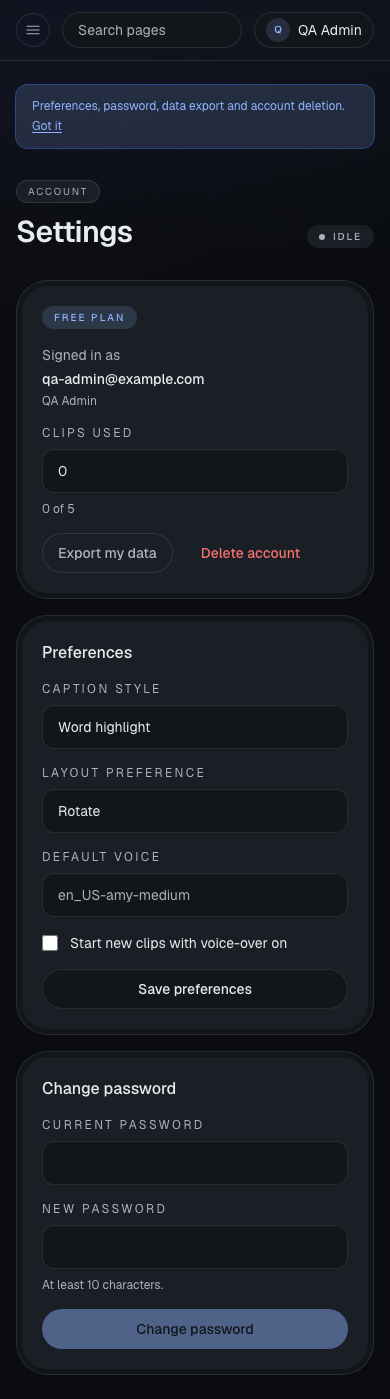 Search pages
Q
QA Admin
Preferences, password, data export and account deletion.
Got it
ACCOUNT
Settings
IDLE
FREE PLAN
Signed in as
qa-admin@example.com
QA Admin
CLIPS USED
0
0 of 5
Export my data
Delete account
Preferences
CAPTION STYLE
Word highlight
LAYOUT PREFERENCE
Rotate
DEFAULT VOICE
en_US-amy-medium
Start new clips with voice-over on
Save preferences
Change password
CURRENT PASSWORD
NEW PASSWORD
At least 10 characters.
Change password